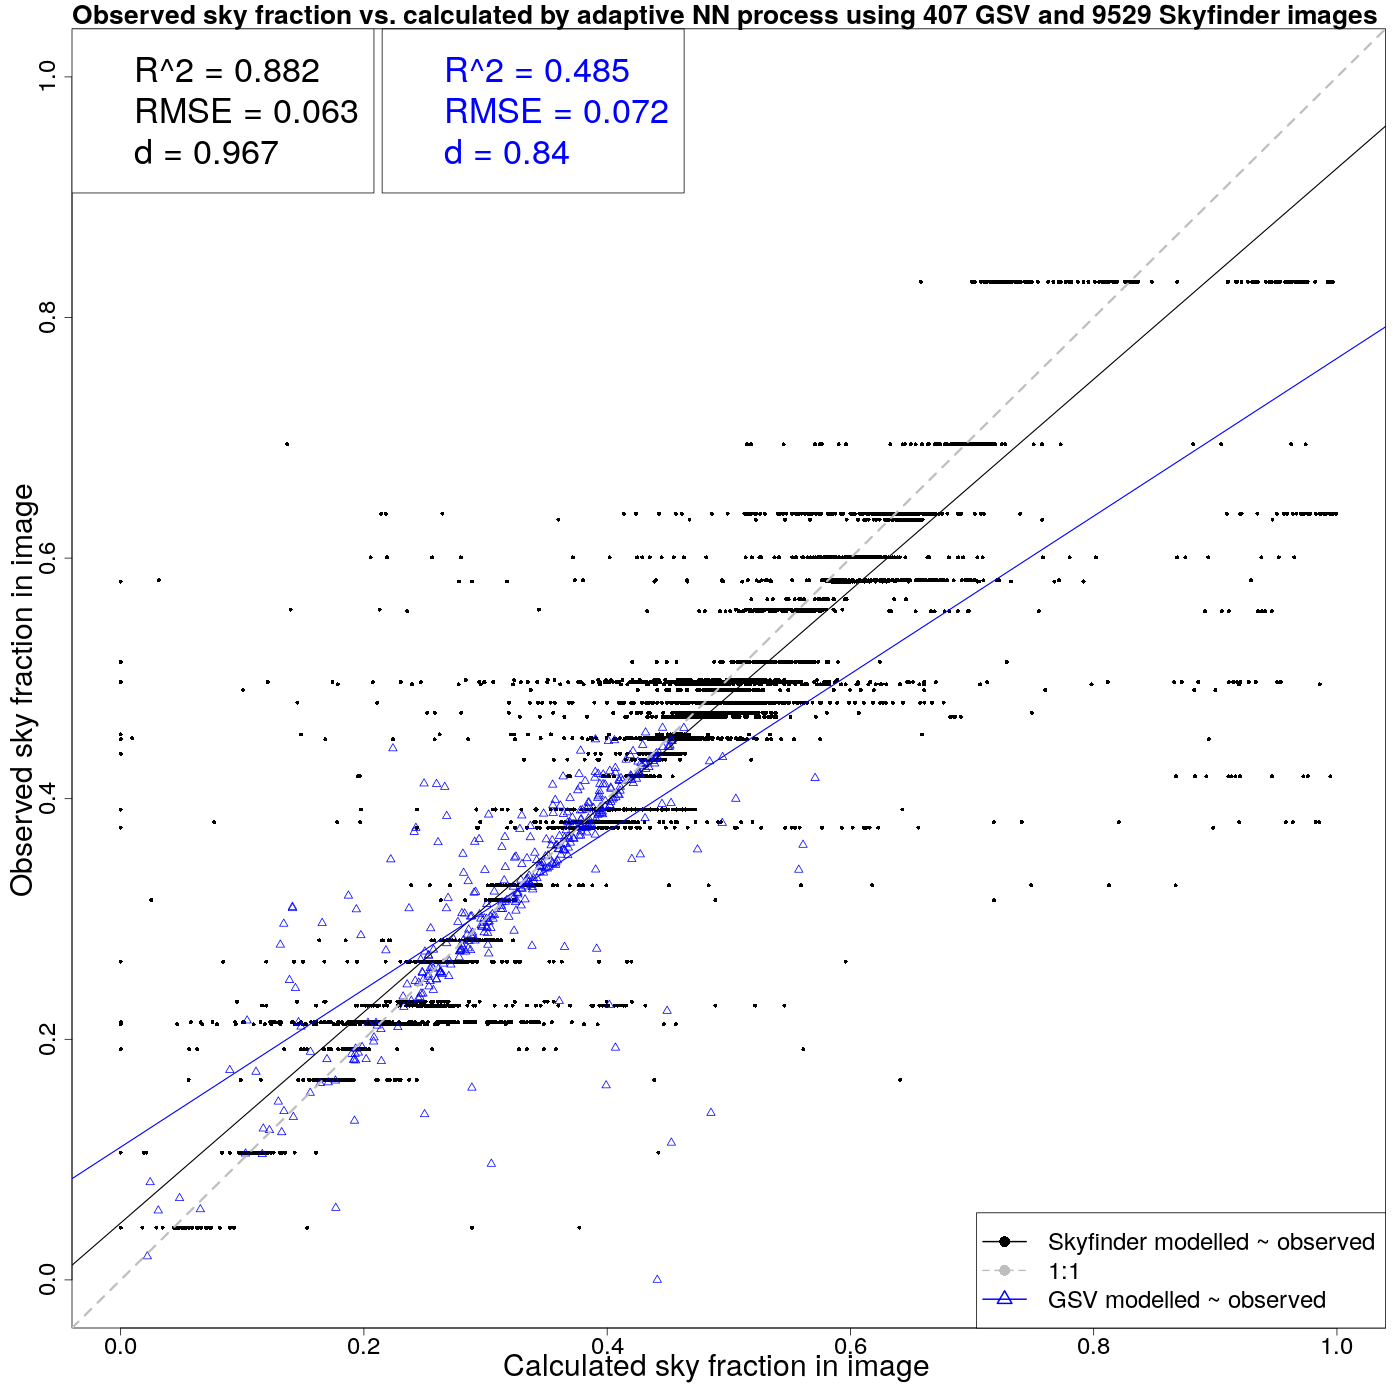 Observed sky fraction vs. calculated by adaptive NN process using 407 GSV and 9529 Skyfinder images
R^2 = 0.882
RMSE = 0.063
d = 0.967
R^2 = 0.485
RMSE = 0.072
d = 0.84
Observed sky fraction in image
1.0
0.8
0.6
0.4
0.2
0.0
Skyfinder modelled ~ observed
1:1
GSV modelled ~ observed
0.0 0.2 0.4 0.6 0.8 1.0
Calculated sky fraction in image